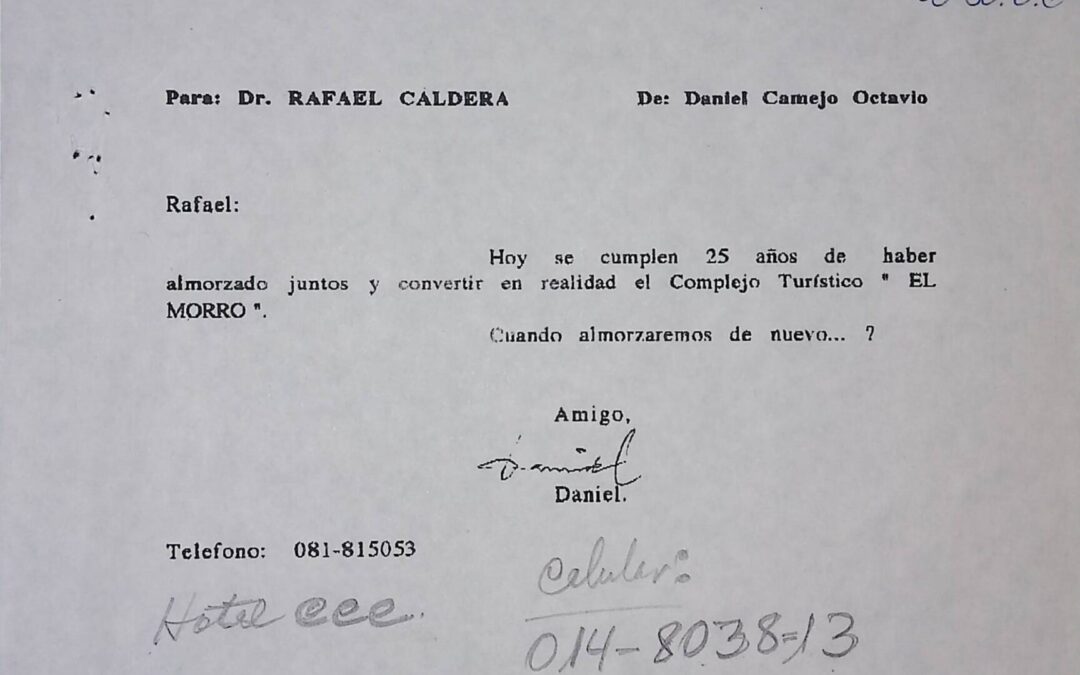 Para: Dr. RAFAEL CALDERA De: Daniel Camejo Octavio
Rafael:
Hoy se cumplen 25 años de haber
almorzado juntos y convertir en realidad el Complejo Turístico " EL
MORRO ".
Cuando almorzaremos de nuevo... ?
Amigo,
Daniel
Daniel.
Telefono: 081-815053
Celular:
Hotel CCC.
014-8038=13